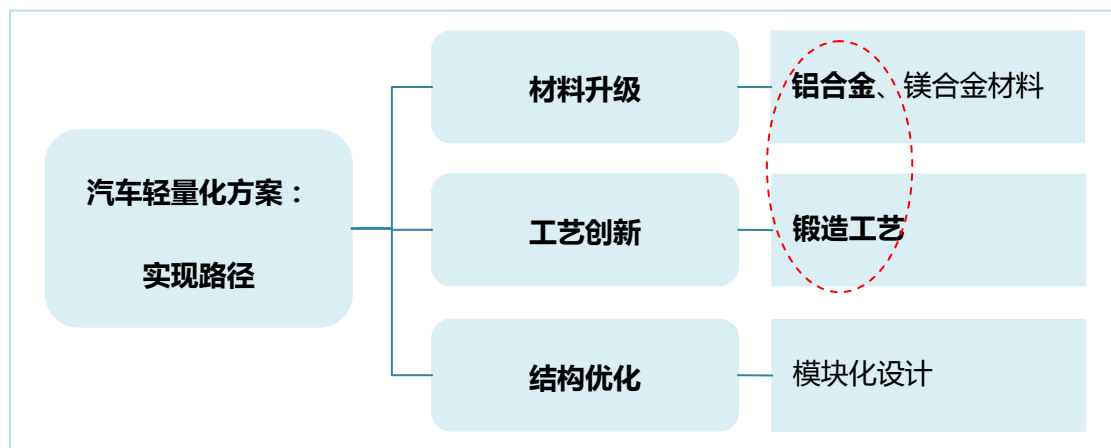 汽车轻量化方案：
实现路径
材料升级
铝合金、镁合金材料
工艺创新
锻造工艺
结构优化
模块化设计